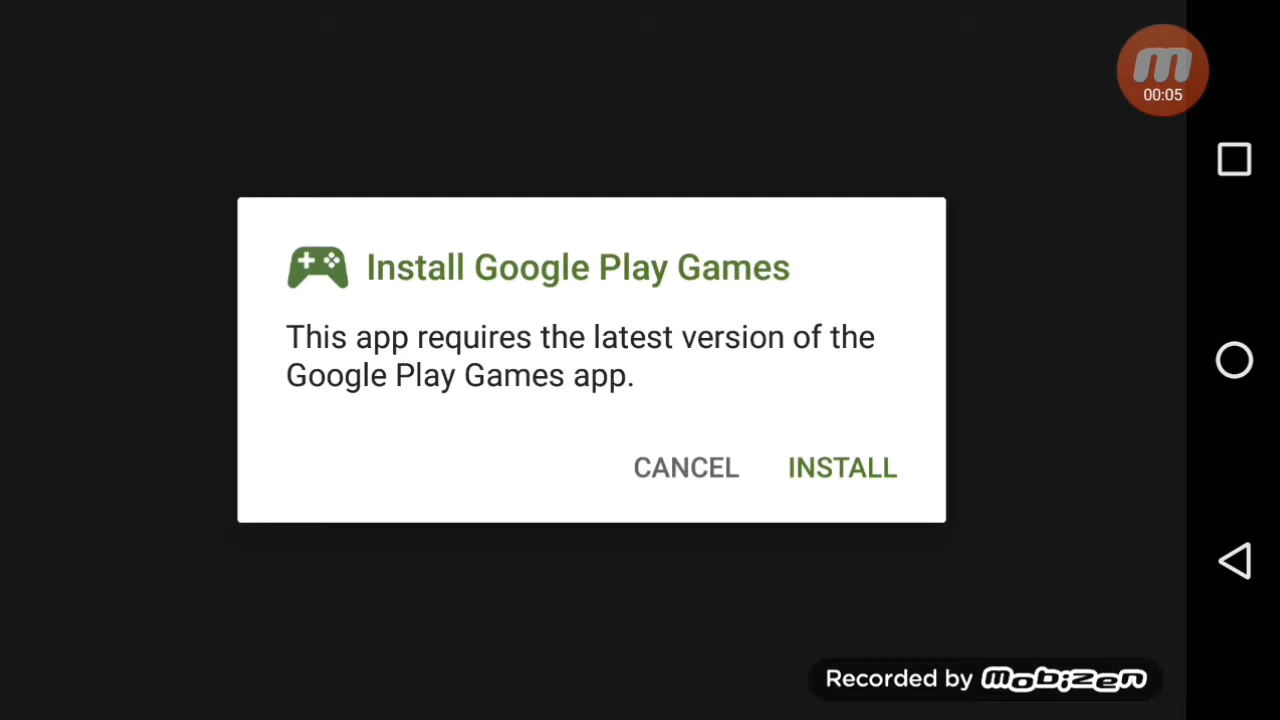 m
00:05
Install Google Play Games
This app requires the latest version of the
Google Play Games app.
CANCEL INSTALL
Recorded by mobizen